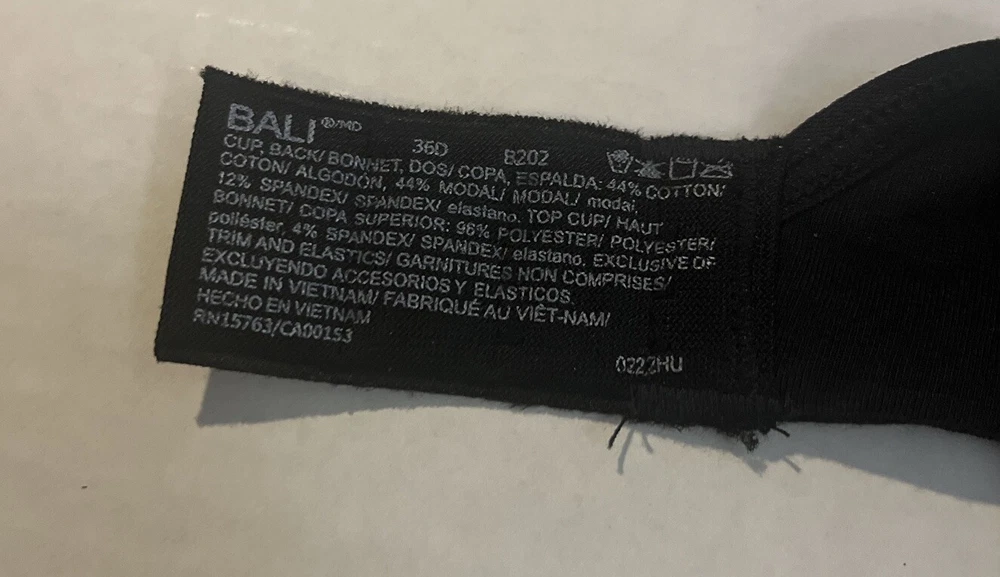 BALI ®/MD 36D B202
CUP, BACK/ BONNET, DOS/ COPA, ESPALDA: 44% COTTON/
COTON/ ALGODÓN, 44% MODAL/ MODAL/ modal,
12% SPANDEX/ SPANDEX/ elastano. TOP CUP/ HAUT
BONNET/ COPA SUPERIOR: 96% POLYESTER/ POLYESTER/
poliéster, 4% SPANDEX/ SPANDEX/ elastano. EXCLUSIVE OF
TRIM AND ELASTICS/ GARNITURES NON COMPRISES/
EXCLUYENDO ACCESORIOS Y ELASTICOS.
MADE IN VIETNAM/ FABRIQUÉ AU VIÊT-NAM/
HECHO EN VIETNAM
RN15763/CA00153
0222HU